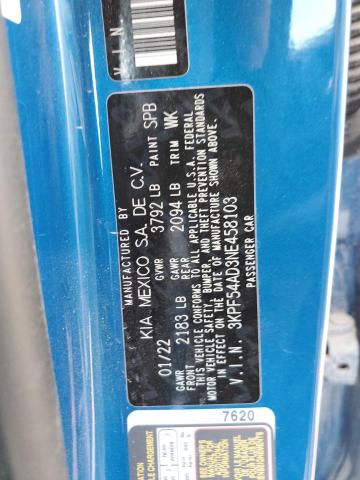 V.I.N
MANUFACTURED BY
KIA MEXICO S.A. DE C.V.
01/22 GVWR 3792 LB PAINT SPB
GAWR 2183 LB GAWR REAR 2094 LB TRIM WK
THIS VEHICLE CONFORMS TO ALL APPLICABLE U.S.A. FEDERAL
MOTOR VEHICLE SAFETY, BUMPER, AND THEFT PREVENTION STANDARDS
IN EFFECT ON THE DATE OF MANUFACTURE SHOWN ABOVE.
V.I.N. 3KPF54AD3NE458103
PASSENGER CAR
7620
INFORMATION